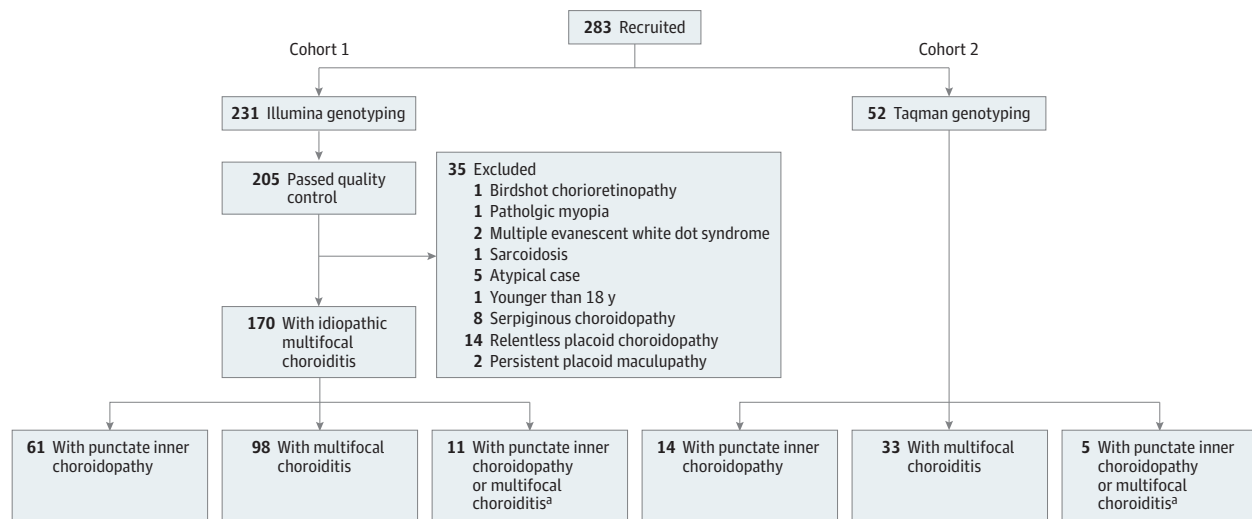 283 Recruited
Cohort 1
Cohort 2
231 Illumina genotyping
52 Taqman genotyping
205 Passed quality
control
35 Excluded
1 Birdshot chorioretinopathy
1 Patholgic myopia
2 Multiple evanescent white dot syndrome
1 Sarcoidosis
5 Atypical case
1 Younger than 18 y
8 Serpiginous choroidopathy
14 Relentless placoid choroidopathy
2 Persistent placoid maculupathy
170 With idiopathic
multifocal
choroiditis
61 With punctate inner
choroidopathy
98 With multifocal
choroiditis
11 With punctate inner
choroidopathy
or multifocal
choroiditisa
14 With punctate inner
choroidopathy
33 With multifocal
choroiditis
5 With punctate inner
choroidopathy
or multifocal
choroiditisa